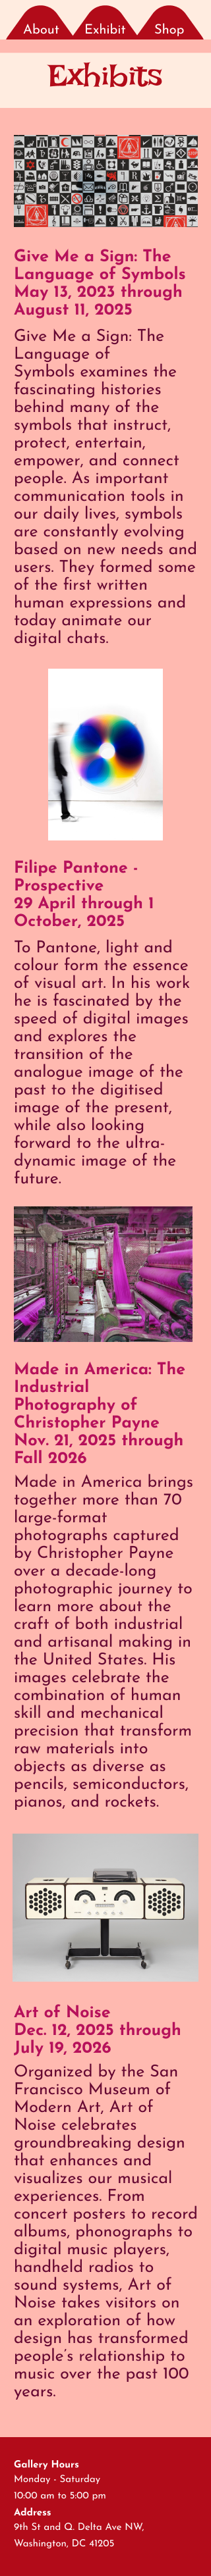 About Exhibit Shop
Exhibits
Give Me a Sign: The
Language of Symbols
May 13, 2023 through
August 11, 2025
Give Me a Sign: The
Language of
Symbols examines the
fascinating histories
behind many of the
symbols that instruct,
protect, entertain,
empower, and connect
people. As important
communication tools in
our daily lives, symbols
are constantly evolving
based on new needs and
users. They formed some
of the first written
human expressions and
today animate our
digital chats.
Filipe Pantone -
Prospective
29 April through 1
October, 2025
To Pantone, light and
colour form the essence
of visual art. In his work
he is fascinated by the
speed of digital images
and explores the
transition of the
analogue image of the
past to the digitised
image of the present,
while also looking
forward to the ultra-
dynamic image of the
future.
Made in America: The
Industrial
Photography of
Christopher Payne
Nov. 21, 2025 through
Fall 2026
Made in America brings
together more than 70
large-format
photographs captured
by Christopher Payne
over a decade-long
photographic journey to
learn more about the
craft of both industrial
and artisanal making in
the United States. His
images celebrate the
combination of human
skill and mechanical
precision that transform
raw materials into
objects as diverse as
pencils, semiconductors,
pianos, and rockets.
Art of Noise
Dec. 12, 2025 through
July 19, 2026
Organized by the San
Francisco Museum of
Modern Art, Art of
Noise celebrates
groundbreaking design
that enhances and
visualizes our musical
experiences. From
concert posters to record
albums, phonographs to
digital music players,
handheld radios to
sound systems, Art of
Noise takes visitors on
an exploration of how
design has transformed
people's relationship to
music over the past 100
years.
Gallery Hours
Monday - Saturday
10:00 am to 5:00 pm
Address
9th St and Q. Delta Ave NW,
Washington, DC 41205